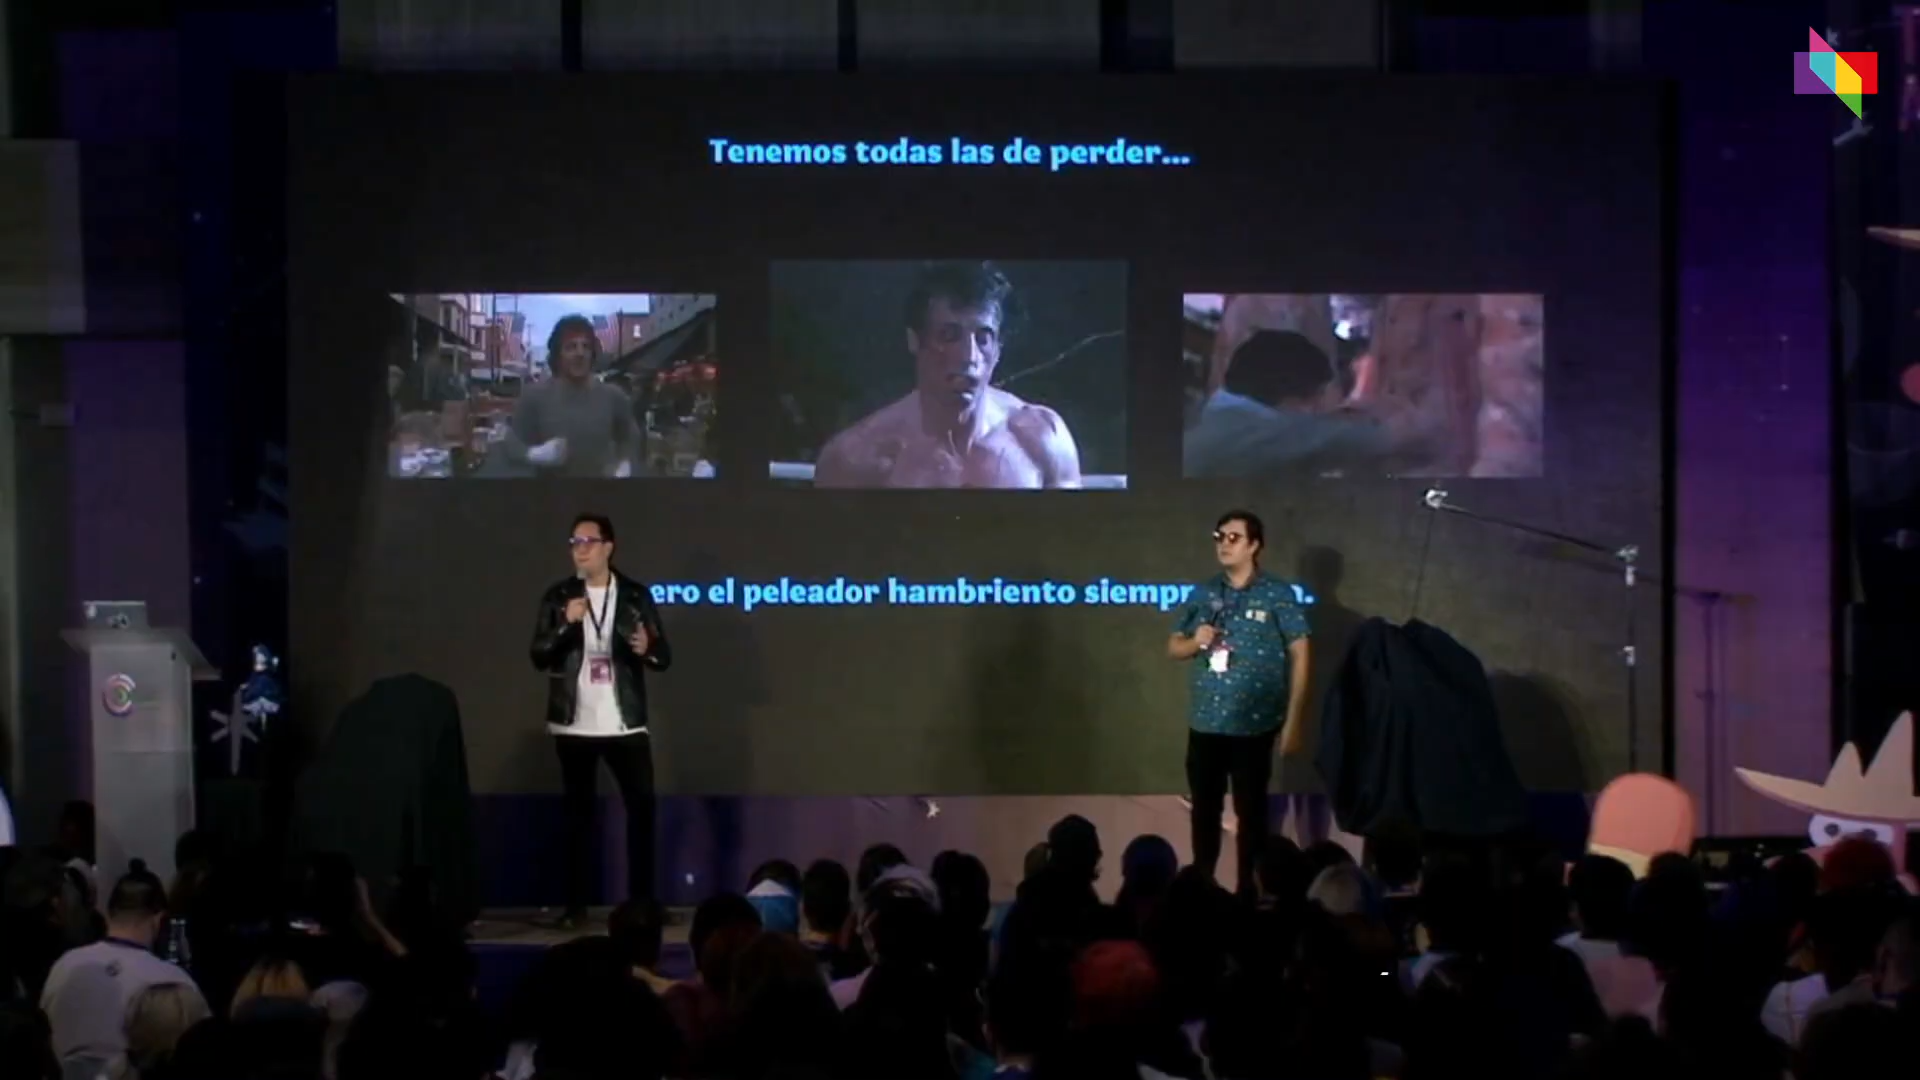 Tenemos todas las de perder...
ero el peleador hambriento siempr